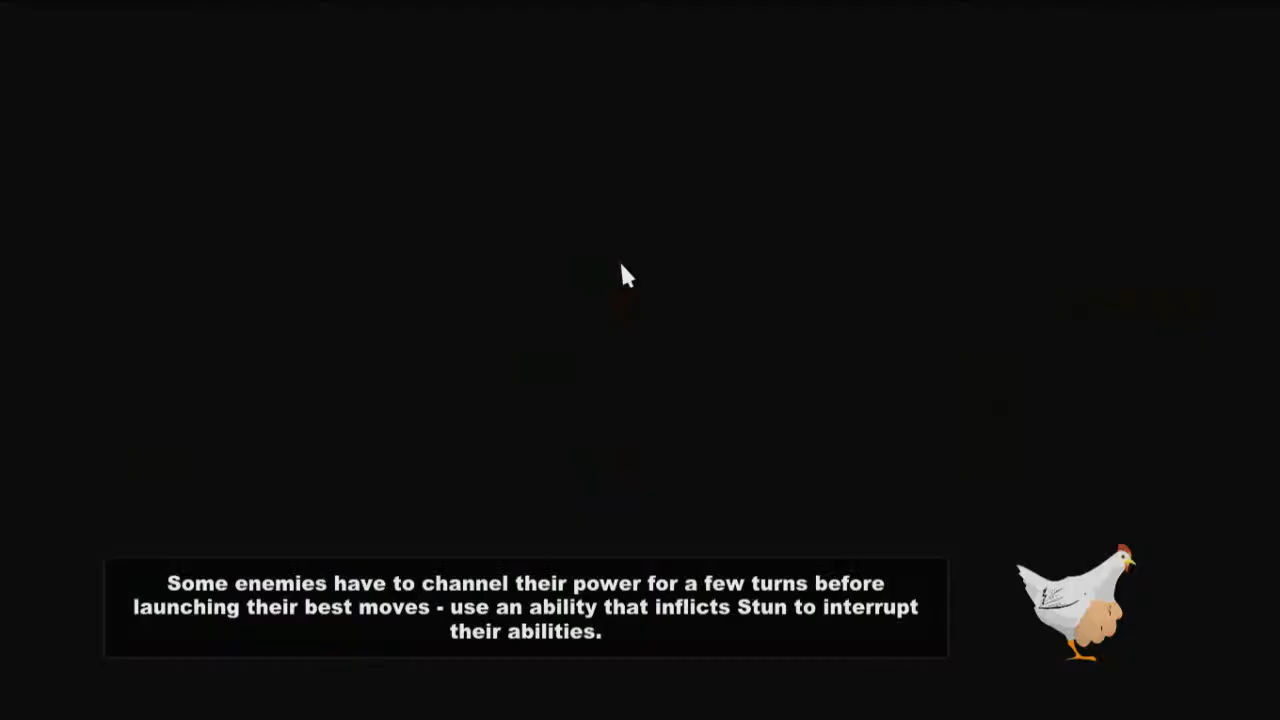 Some enemies have to channel their power for a few turns before
launching their best moves - use an ability that inflicts Stun to interrupt
their abilities.